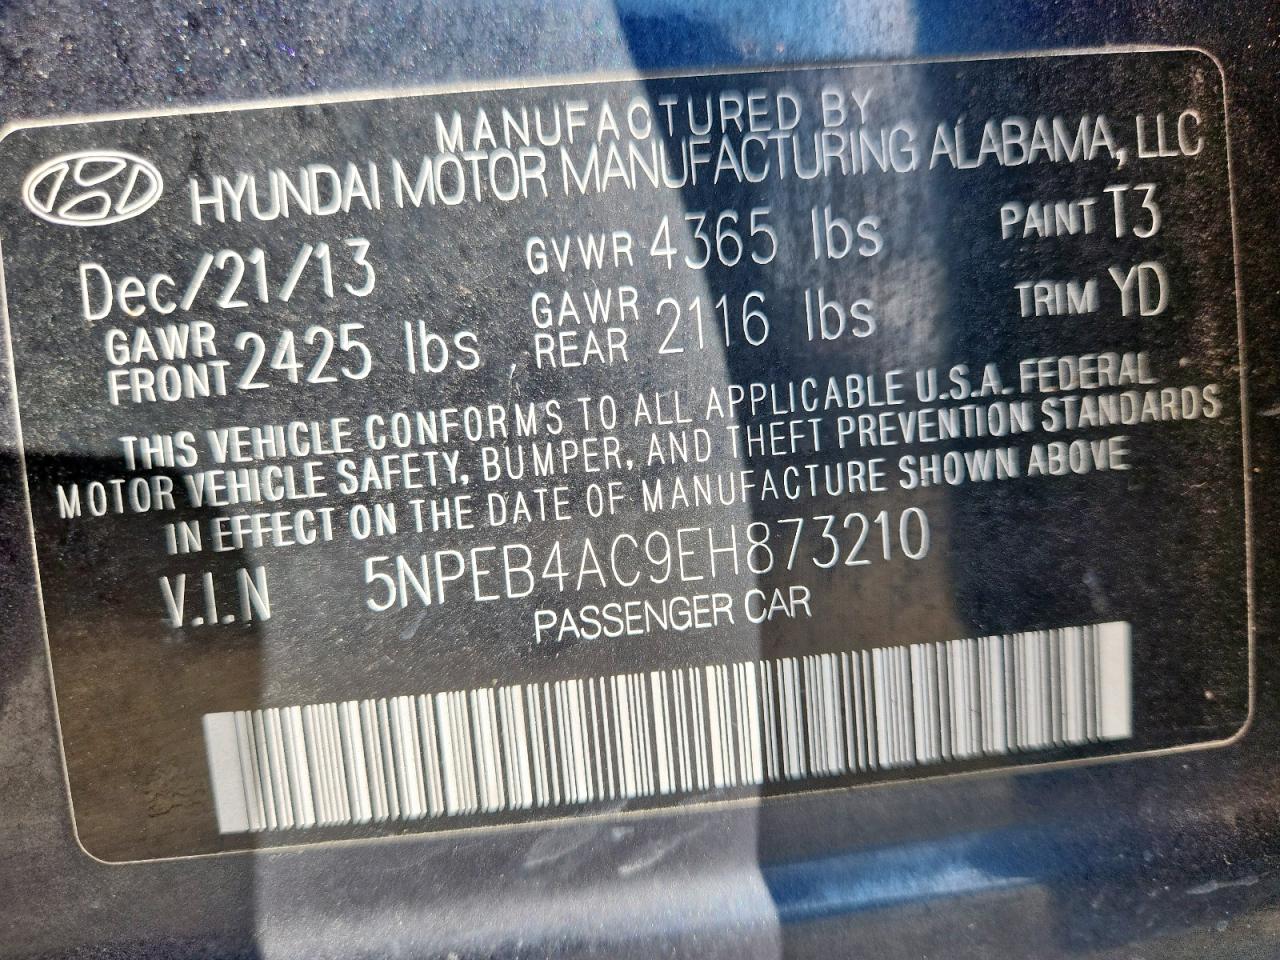 MANUFACTURED BY
HYUNDAI MOTOR MANUFACTURING ALABAMA, LLC
Dec/21/13 GVWR 4365 lbs PAINT T3
GAWR FRONT 2425 lbs GAWR REAR 2116 lbs TRIM YD
THIS VEHICLE CONFORMS TO ALL APPLICABLE U.S.A. FEDERAL
MOTOR VEHICLE SAFETY, BUMPER, AND THEFT PREVENTION STANDARDS
IN EFFECT ON THE DATE OF MANUFACTURE SHOWN ABOVE
V.I.N 5NPEB4AC9EH873210
PASSENGER CAR